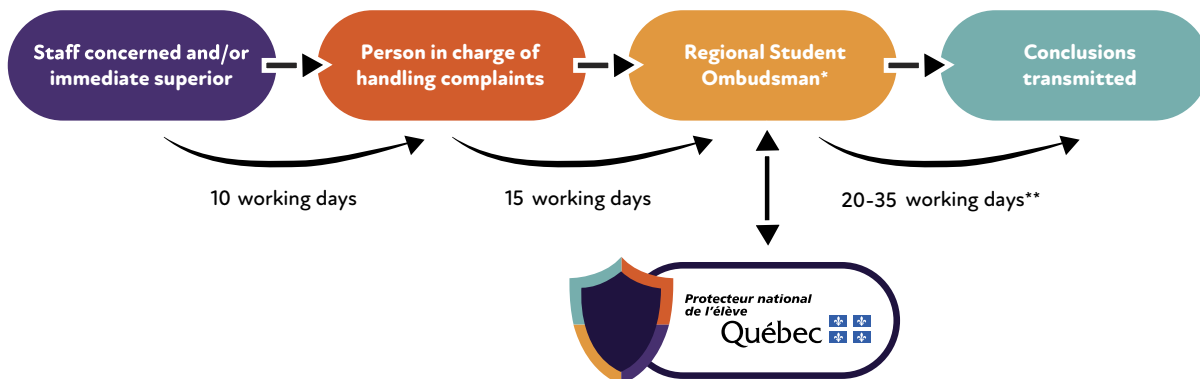 Staff concerned and/or
immediate superior
Person in charge of
handling complaints
Regional Student
Ombudsman*
Conclusions
transmitted
10 working days
15 working days
20-35 working days**
Protecteur national
de l'élève
Québec